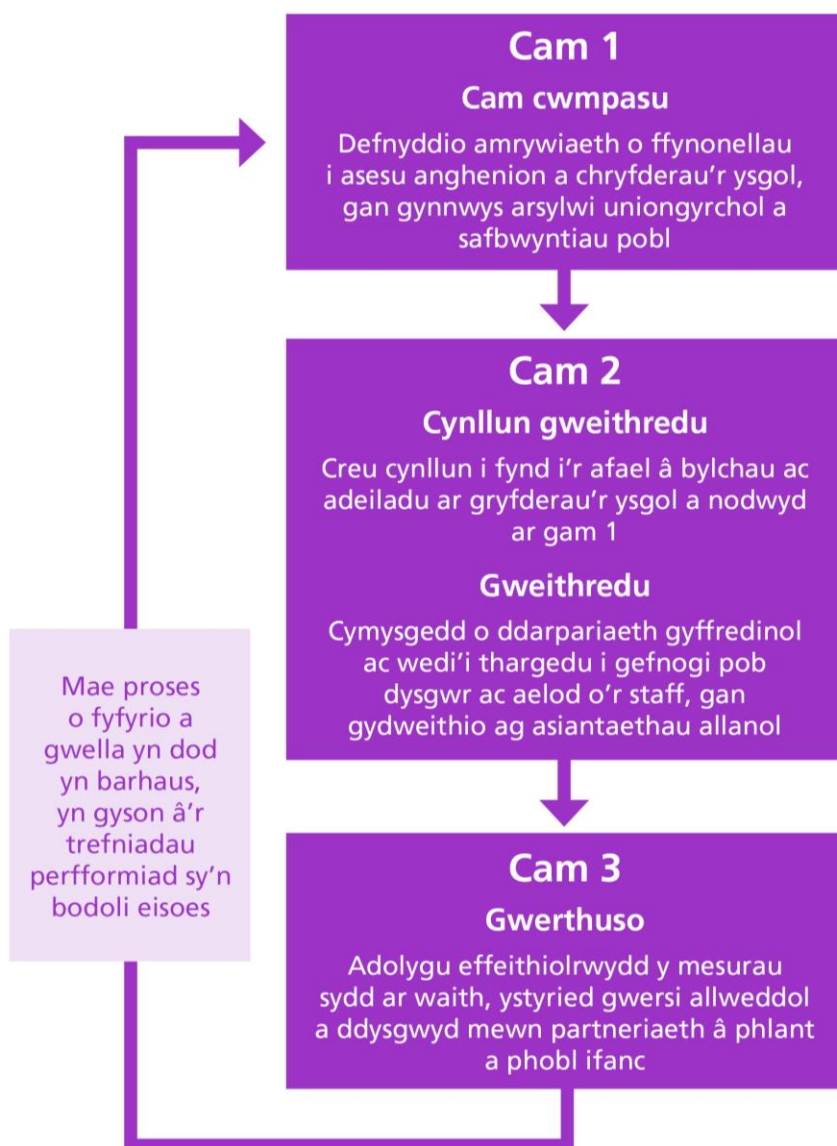 Cam 1
Cam cwmpasu
Defnyddio amrywiaeth o ffynonellau
i asesu anghenion a chryfderau'r ysgol,
gan gynnwys arsylwi uniongyrchol a
safbwyntiau pobl
Cam 2
Cynllun gweithredu
Creu cynllun i fynd i'r afael â bylchau ac
adeiladu ar gryfderau'r ysgol a nodwyd
ar gam 1
Gweithredu
Cymysgedd o ddarpariaeth gyffredinol
ac wedi'i thargedu i gefnogi pob
dysgwr ac aelod o'r staff, gan
gydweithio ag asiantaethau allanol
Cam 3
Gwerthuso
Adolygu effeithiolrwydd y mesurau
sydd ar waith, ystyried gwersi allweddol
a ddysgwyd mewn partneriaeth â phlant
a phobl ifanc
Mae proses
o fyfyrio a
gwella yn dod
yn barhaus,
yn gyson â'r
trefniadau
perfformiad sy'n
bodoli eisoes